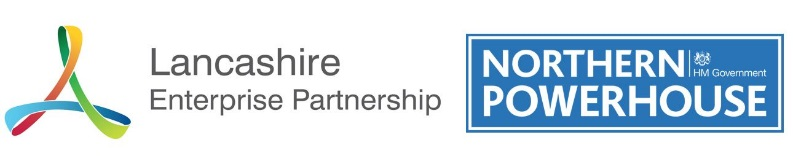 Lancashire
Enterprise Partnership
NORTHERN
HM Government
POWERHOUSE